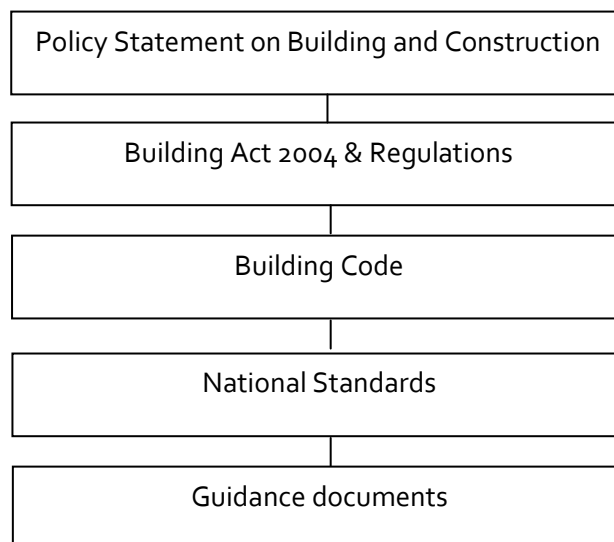 Policy Statement on Building and Construction
Building Act 2004 & Regulations
Building Code
National Standards
Guidance documents